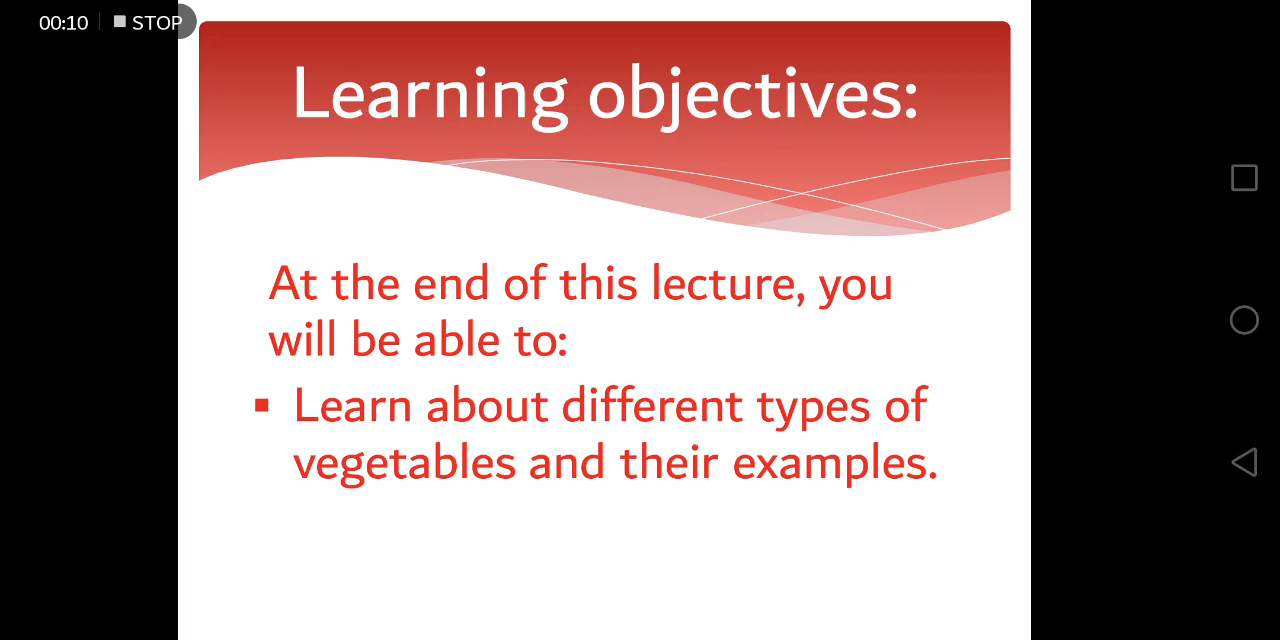 00:10 STOP
Learning objectives:
At the end of this lecture, you
will be able to:
▪ Learn about different types of
vegetables and their examples.